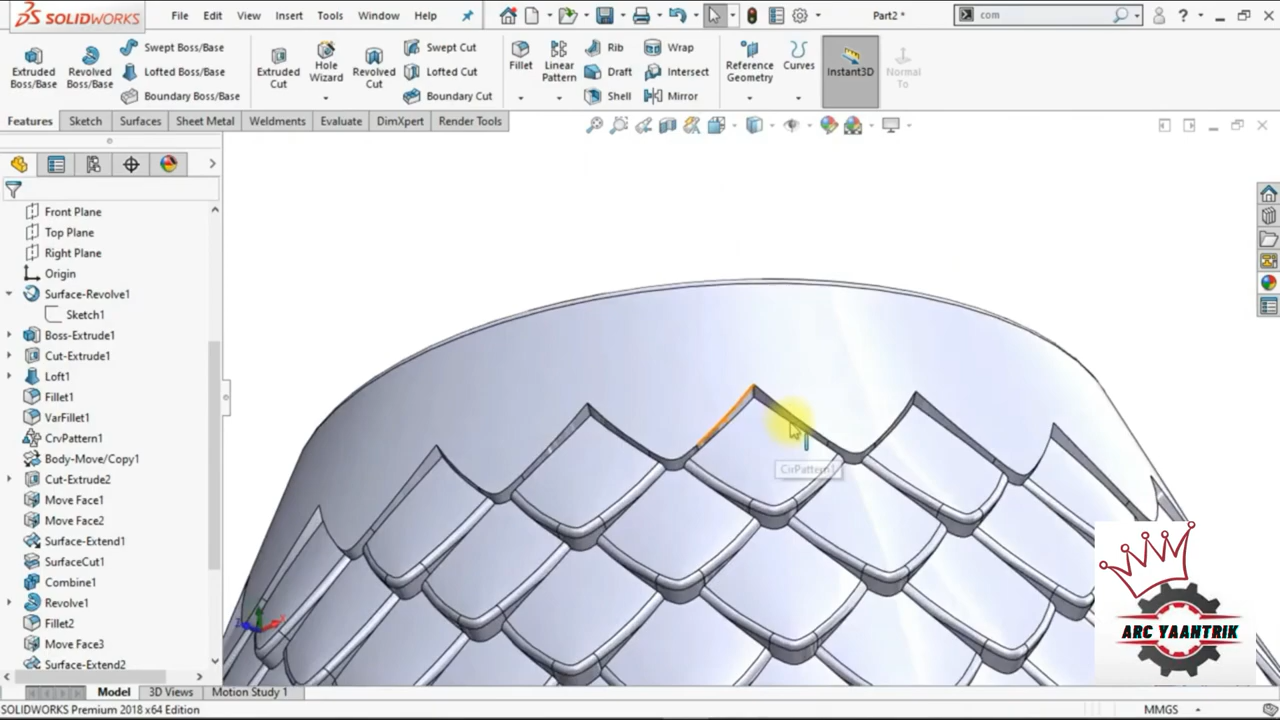 SOLIDWORKS
File Edit View Insert Tools Window Help
Part2 *
com
Extruded Boss/Base
Revolved Boss/Base
Swept Boss/Base
Lofted Boss/Base
Boundary Boss/Base
Extruded Cut
Hole Wizard
Revolved Cut
Swept Cut
Lofted Cut
Boundary Cut
Fillet
Linear Pattern
Rib
Draft
Shell
Wrap
Intersect
Mirror
Reference Geometry
Curves
Instant3D
Normal To
Features Sketch Surfaces Sheet Metal Weldments Evaluate DimXpert Render Tools
Front Plane
Top Plane
Right Plane
Origin
Surface-Revolve1
Sketch1
Boss-Extrude1
Cut-Extrude1
Loft1
Fillet1
VarFillet1
CrvPattern1
Body-Move/Copy1
Cut-Extrude2
Move Face1
Move Face2
Surface-Extend1
SurfaceCut1
Combine1
Revolve1
Fillet2
Move Face3
Surface-Extend2
CirPattern1
ARC YAANTRIK
Model 3D Views Motion Study 1
SOLIDWORKS Premium 2018 x64 Edition
MMGS